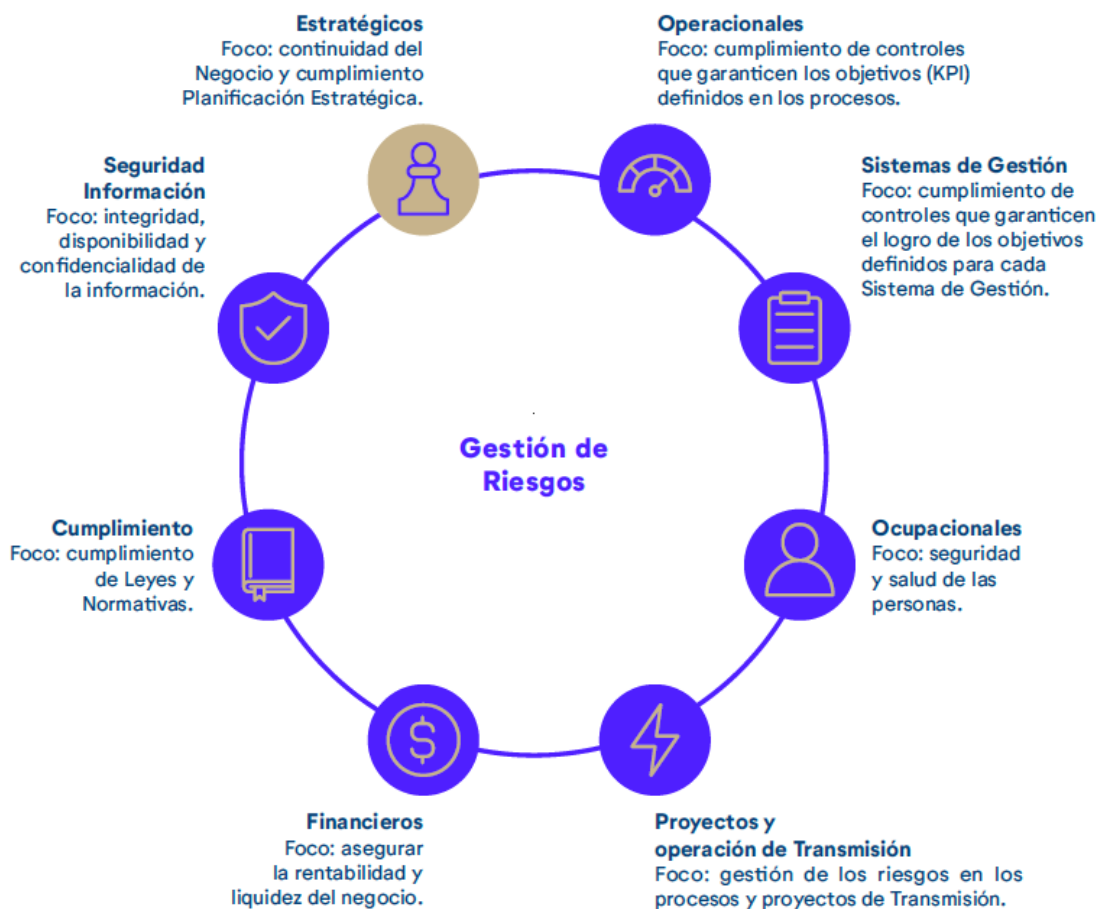 Estratégicos
Foco: continuidad del
Negocio y cumplimiento
Planificación Estratégica.
Operacionales
Foco: cumplimiento de controles
que garanticen los objetivos (KPI)
definidos en los procesos.
Sistemas de Gestión
Foco: cumplimiento de
controles que garanticen
el logro de los objetivos
definidos para cada
Sistema de Gestión.
Ocupacionales
Foco: seguridad
y salud de las
personas.
Proyectos y
operación de Transmisión
Foco: gestión de los riesgos en los
procesos y proyectos de Transmisión.
Financieros
Foco: asegurar
la rentabilidad y
liquidez del negocio.
Cumplimiento
Foco: cumplimiento
de Leyes y
Normativas.
Seguridad
Información
Foco: integridad,
disponibilidad y
confidencialidad de
la información.
Gestión de
Riesgos
$